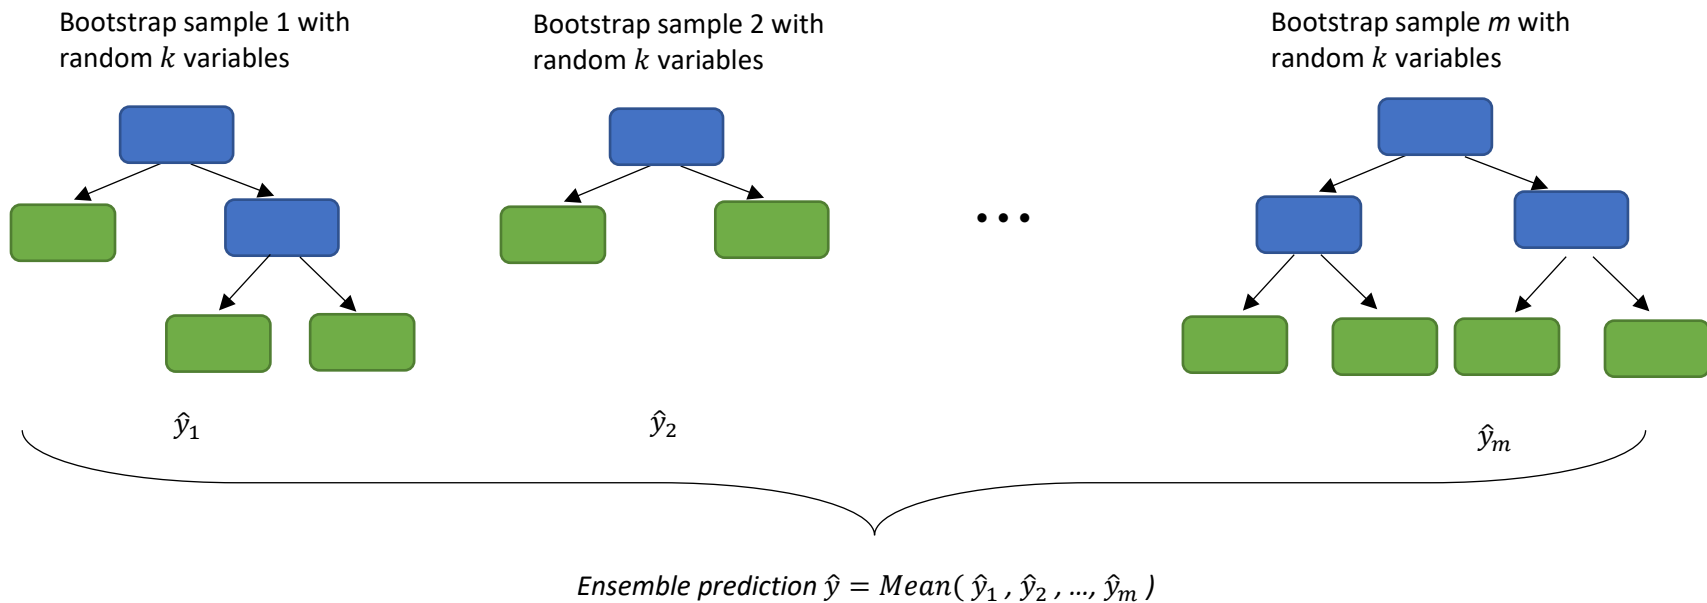 Bootstrap sample 1 with
random k variables
Bootstrap sample 2 with
random k variables
Bootstrap sample m with
random k variables
...
ŷ₁
ŷ₂
ŷₘ
Ensemble prediction ŷ = Mean( ŷ₁ , ŷ₂ , ..., ŷₘ )